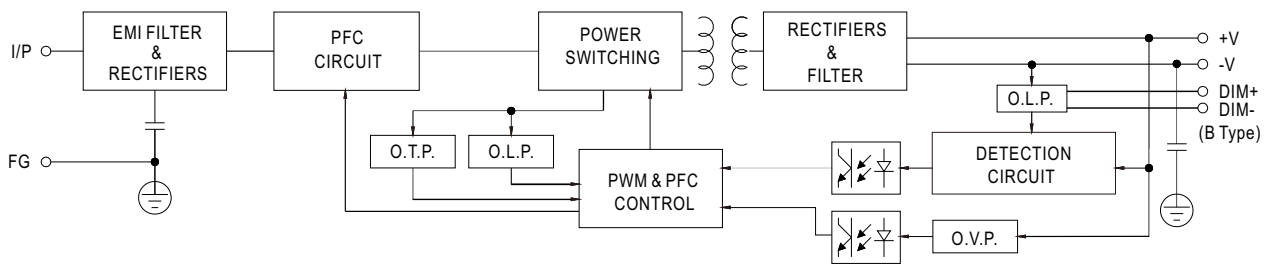 I/P
EMI FILTER
&
RECTIFIERS
PFC
CIRCUIT
POWER
SWITCHING
RECTIFIERS
&
FILTER
+V
-V
DIM+
DIM-
(B Type)
O.L.P.
FG
O.T.P.
O.L.P.
PWM & PFC
CONTROL
DETECTION
CIRCUIT
O.V.P.